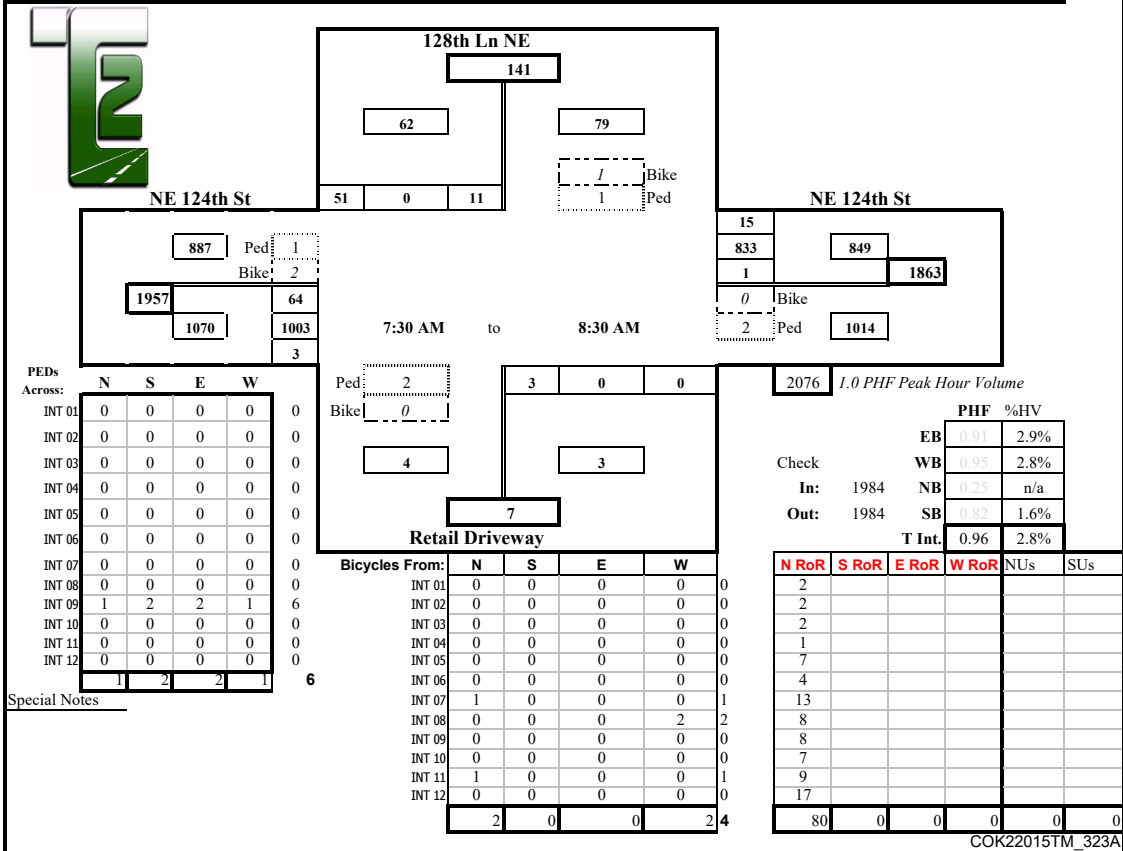 T2
128th Ln NE
141
62 79
1 Bike
1 Ped
NE 124th St
51 0 11
NE 124th St
15
887 Ped 1
833 849
Bike 2
1 1863
1957 64
0 Bike
1070 1003 7:30 AM to 8:30 AM
2 Ped 1014
3
PEDs Across: N S E W
Ped 2
3 0 0
2076 1.0 PHF Peak Hour Volume
Bike 0
INT 01 0 0 0 0 0
INT 02 0 0 0 0 0
INT 03 0 0 0 0 0
INT 04 0 0 0 0 0
INT 05 0 0 0 0 0
INT 06 0 0 0 0 0
INT 07 0 0 0 0 0
INT 08 0 0 0 0 0
INT 09 1 2 2 1 6
INT 10 0 0 0 0 0
INT 11 0 0 0 0 0
INT 12 0 0 0 0 0
1 2 2 1 6
Special Notes
4 3
7
Retail Driveway
PHF %HV
EB 0.91 2.9%
Check WB 0.95 2.8%
In: 1984 NB 0.25 n/a
Out: 1984 SB 0.82 1.6%
T Int. 0.96 2.8%
Bicycles From: N S E W
INT 01 0 0 0 0 0
INT 02 0 0 0 0 0
INT 03 0 0 0 0 0
INT 04 0 0 0 0 0
INT 05 0 0 0 0 0
INT 06 0 0 0 0 0
INT 07 1 0 0 0 1
INT 08 0 0 0 2 2
INT 09 0 0 0 0 0
INT 10 0 0 0 0 0
INT 11 1 0 0 0 1
INT 12 0 0 0 0 0
2 0 0 2 4
N RoR S RoR E RoR W RoR NUs SUs
2
2
2
1
7
4
13
8
8
7
9
17
80 0 0 0 0 0
COK22015TM_323A